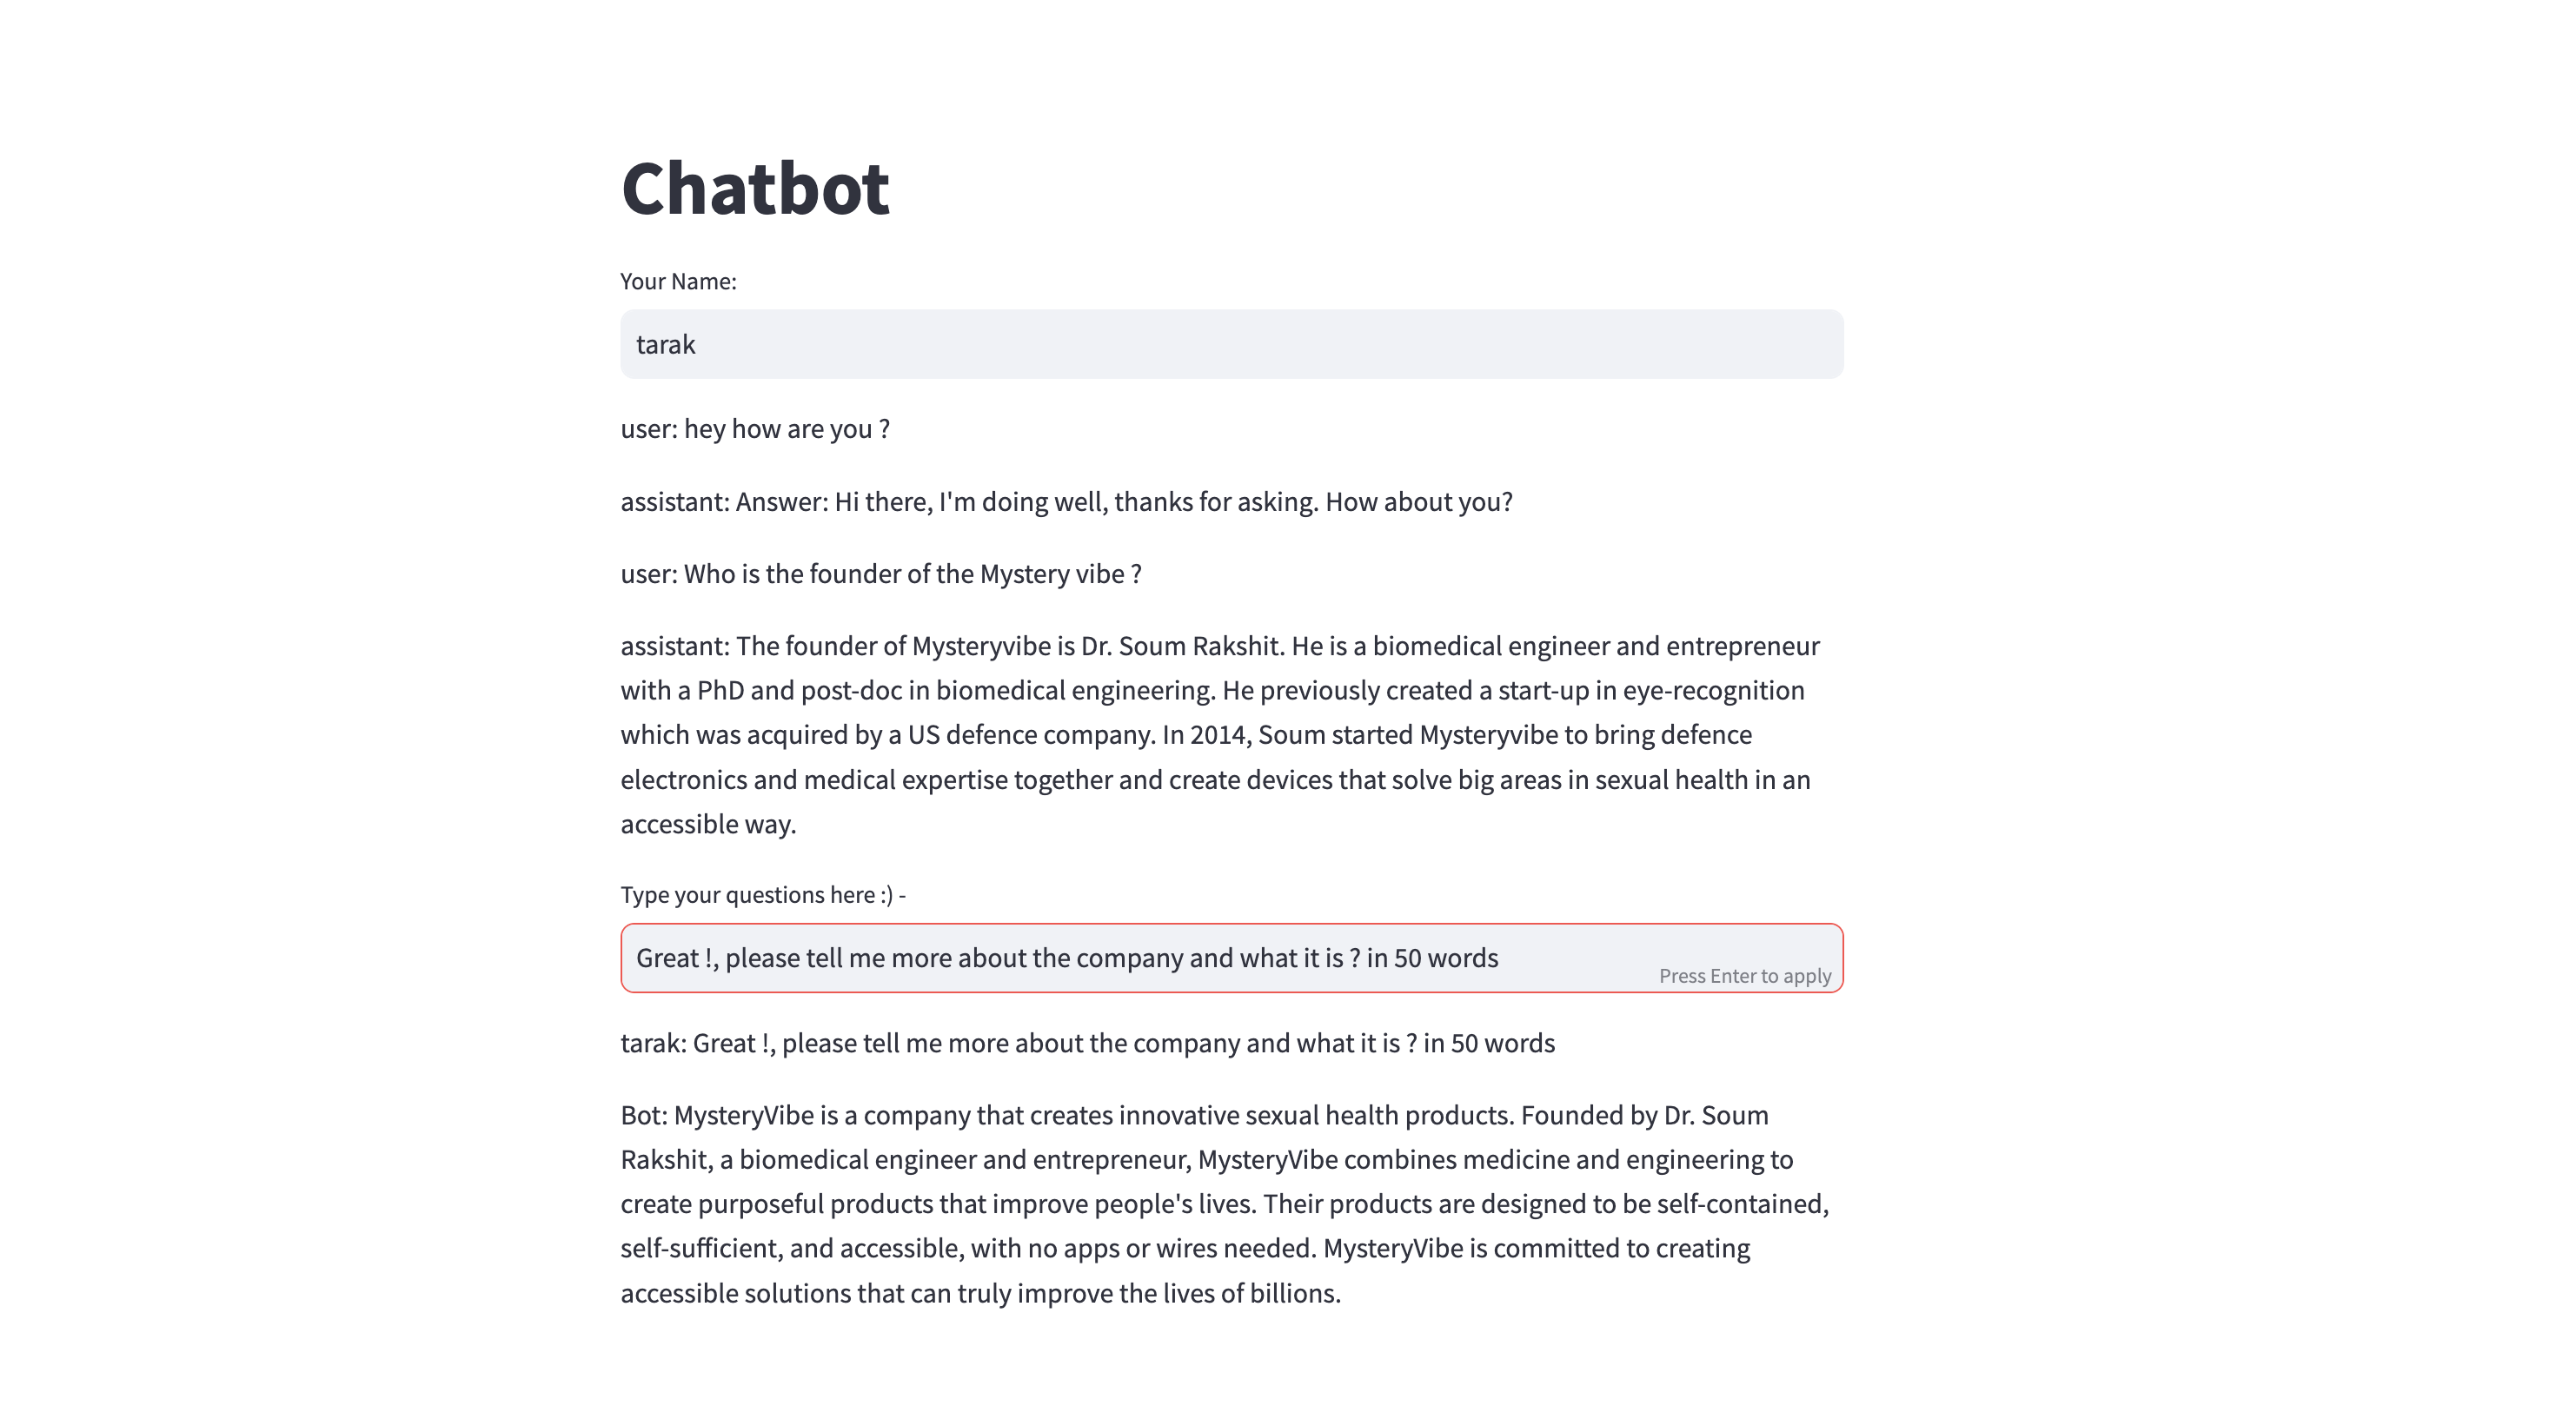 Chatbot
Your Name:
tarak
user: hey how are you ?
assistant: Answer: Hi there, I'm doing well, thanks for asking. How about you?
user: Who is the founder of the Mystery vibe ?
assistant: The founder of Mysteryvibe is Dr. Soum Rakshit. He is a biomedical engineer and entrepreneur
with a PhD and post-doc in biomedical engineering. He previously created a start-up in eye-recognition
which was acquired by a US defence company. In 2014, Soum started Mysteryvibe to bring defence
electronics and medical expertise together and create devices that solve big areas in sexual health in an
accessible way.
Type your questions here :) -
Great !, please tell me more about the company and what it is ? in 50 words
Press Enter to apply
tarak: Great !, please tell me more about the company and what it is ? in 50 words
Bot: MysteryVibe is a company that creates innovative sexual health products. Founded by Dr. Soum
Rakshit, a biomedical engineer and entrepreneur, MysteryVibe combines medicine and engineering to
create purposeful products that improve people's lives. Their products are designed to be self-contained,
self-sufficient, and accessible, with no apps or wires needed. MysteryVibe is committed to creating
accessible solutions that can truly improve the lives of billions.